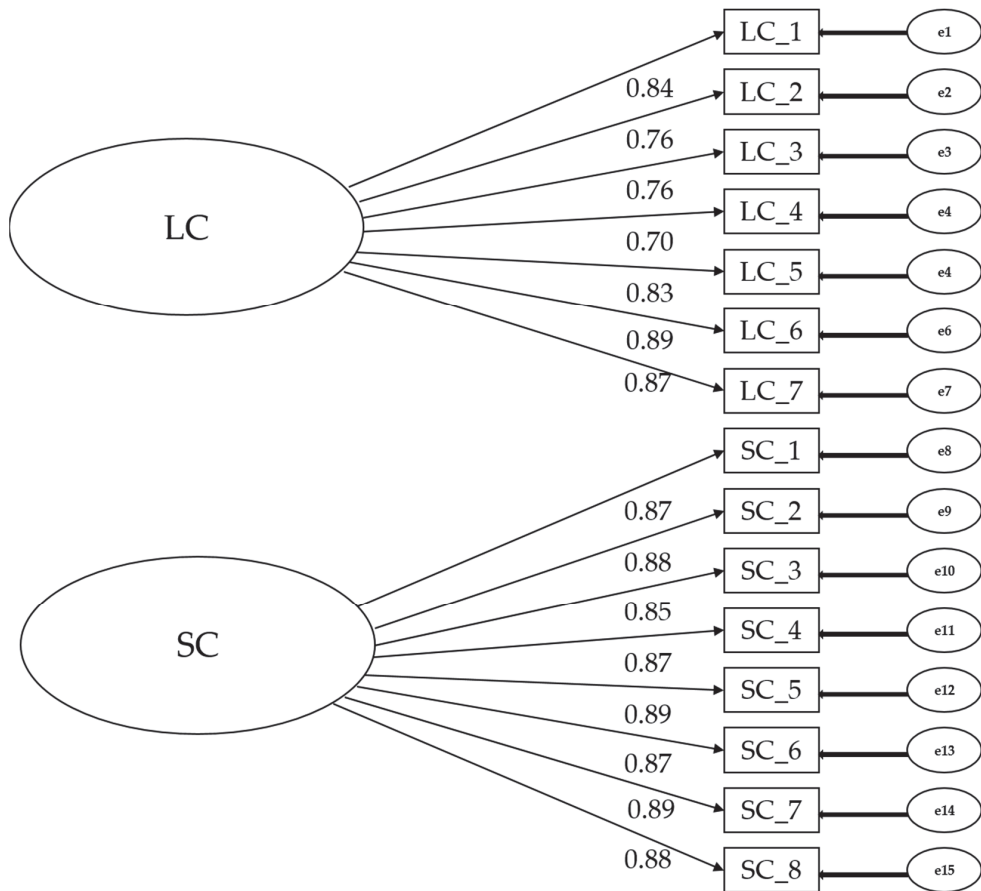 LC_1 e1
0.84
LC_2 e2
0.76
LC_3 e3
LC
0.76
LC_4 e4
0.70
LC_5 e4
0.83
LC_6 e6
0.89
0.87
LC_7 e7
SC_1 e8
0.87
SC_2 e9
0.88
SC_3 e10
0.85
SC_4 e11
SC
0.87
SC_5 e12
0.89
SC_6 e13
0.87
0.89
SC_7 e14
0.88
SC_8 e15